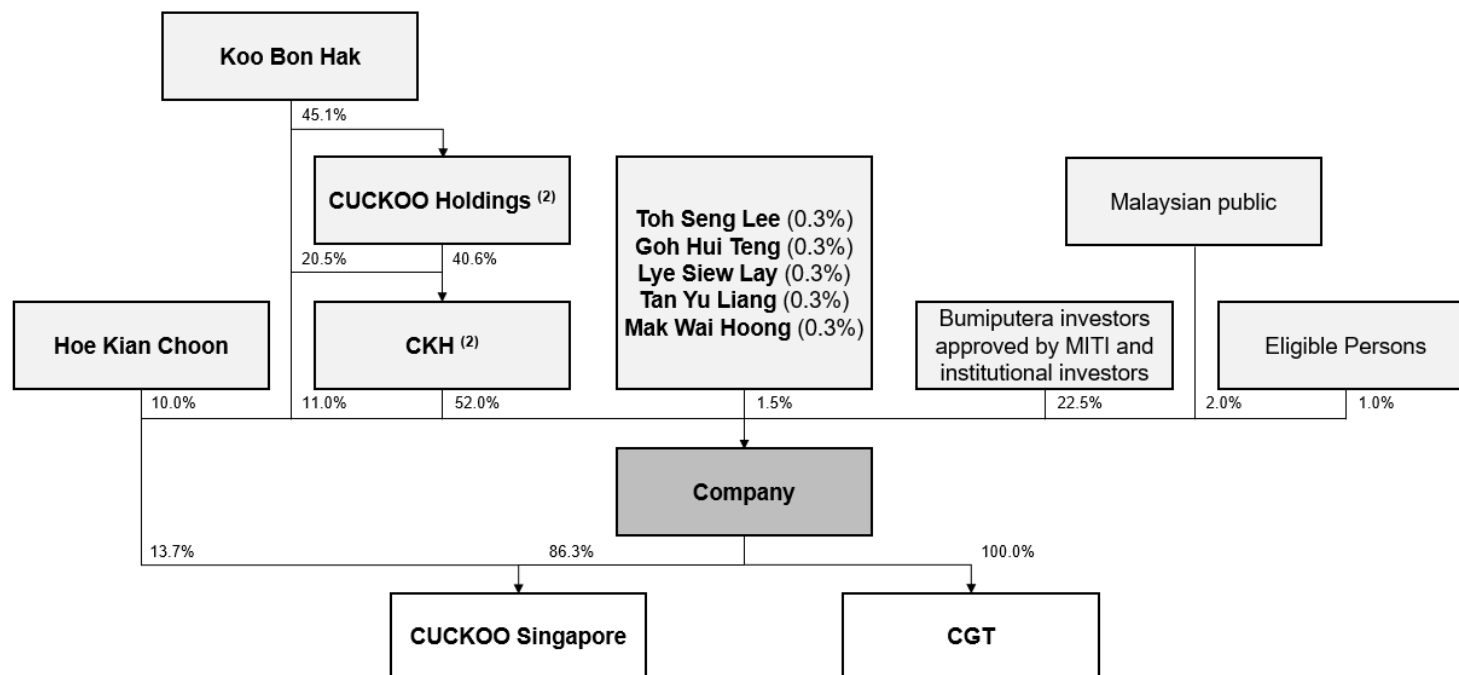 Koo Bon Hak
45.1%
CUCKOO Holdings (2)
20.5%
40.6%
Toh Seng Lee (0.3%)
Goh Hui Teng (0.3%)
Lye Siew Lay (0.3%)
Tan Yu Liang (0.3%)
Mak Wai Hoong (0.3%)
Malaysian public
Hoe Kian Choon
CKH (2)
Bumiputera investors
approved by MITI and
institutional investors
Eligible Persons
10.0%
11.0%
52.0%
1.5%
22.5%
2.0%
1.0%
Company
13.7%
86.3%
100.0%
CUCKOO Singapore
CGT